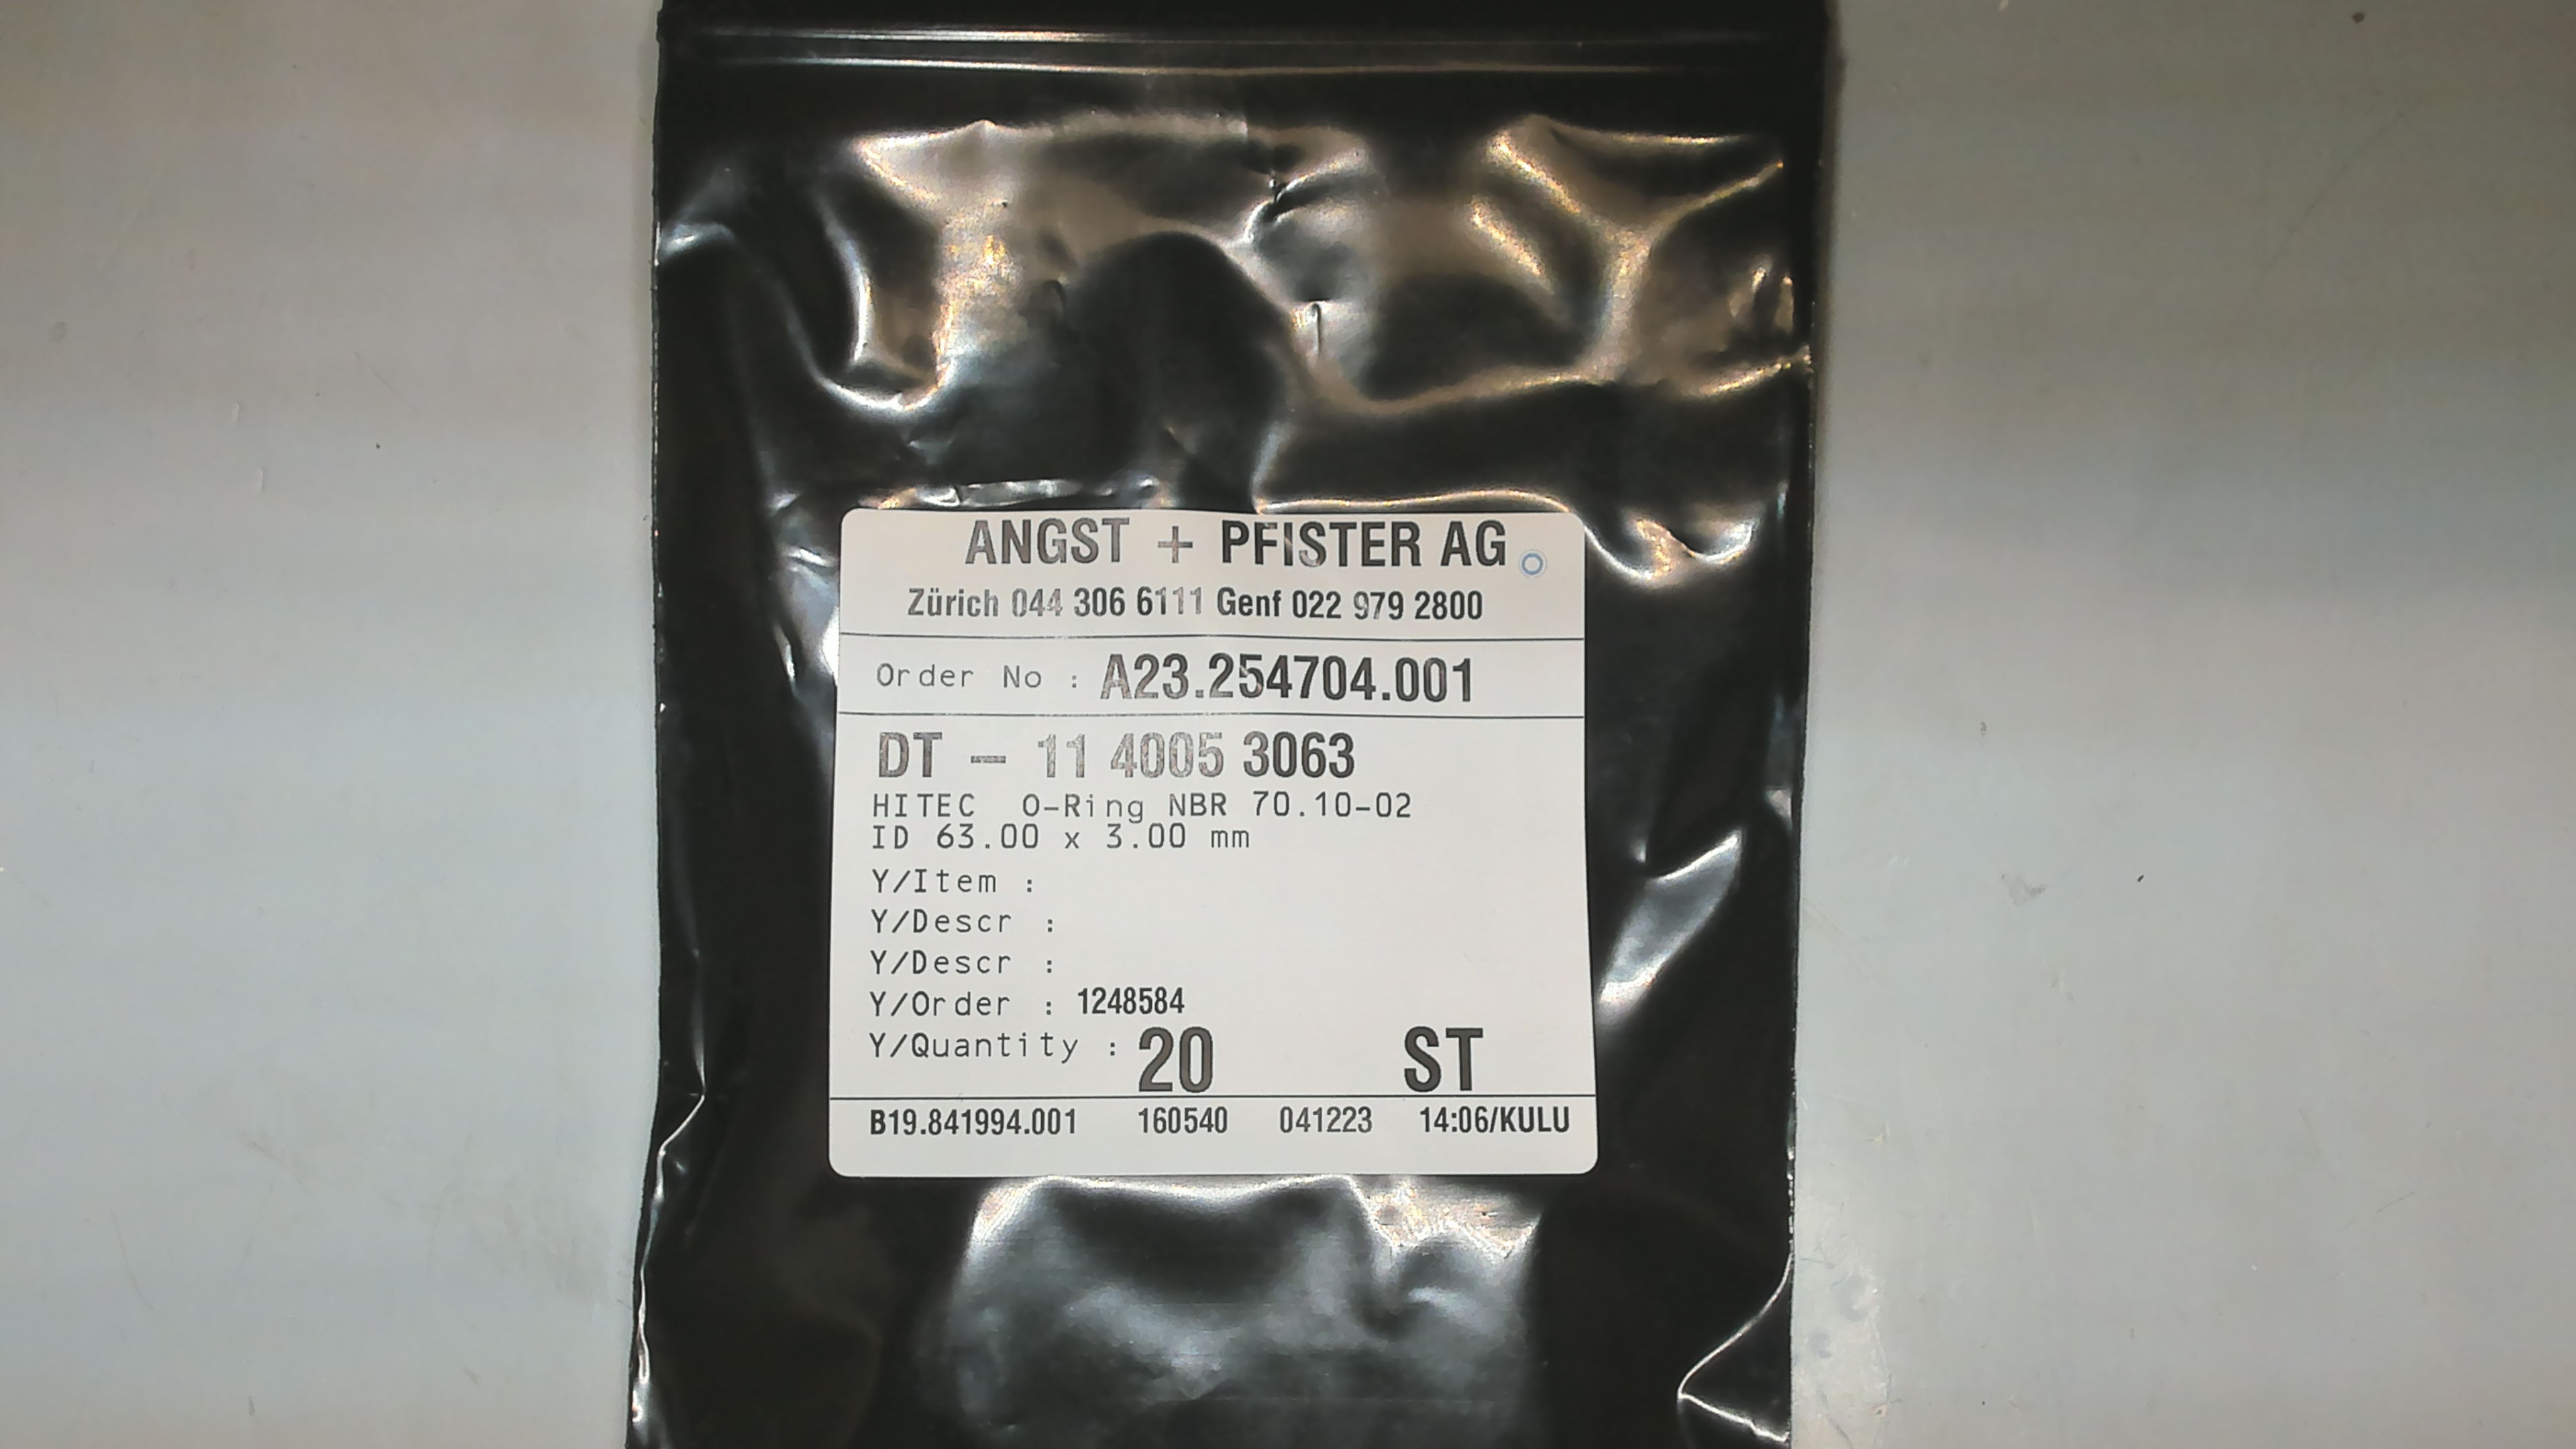 ANGST + PFISTER AG
Zürich 044 306 6111 Genf 022 979 2800
Order No : A23.254704.001
DT - 11 4005 3063
HITEC O-Ring NBR 70.10-02
ID 63.00 x 3.00 mm
Y/Item :
Y/Descr :
Y/Descr :
Y/Order : 1248584
Y/Quantity : 20 ST
B19.841994.001 160540 041223 14:06/KULU